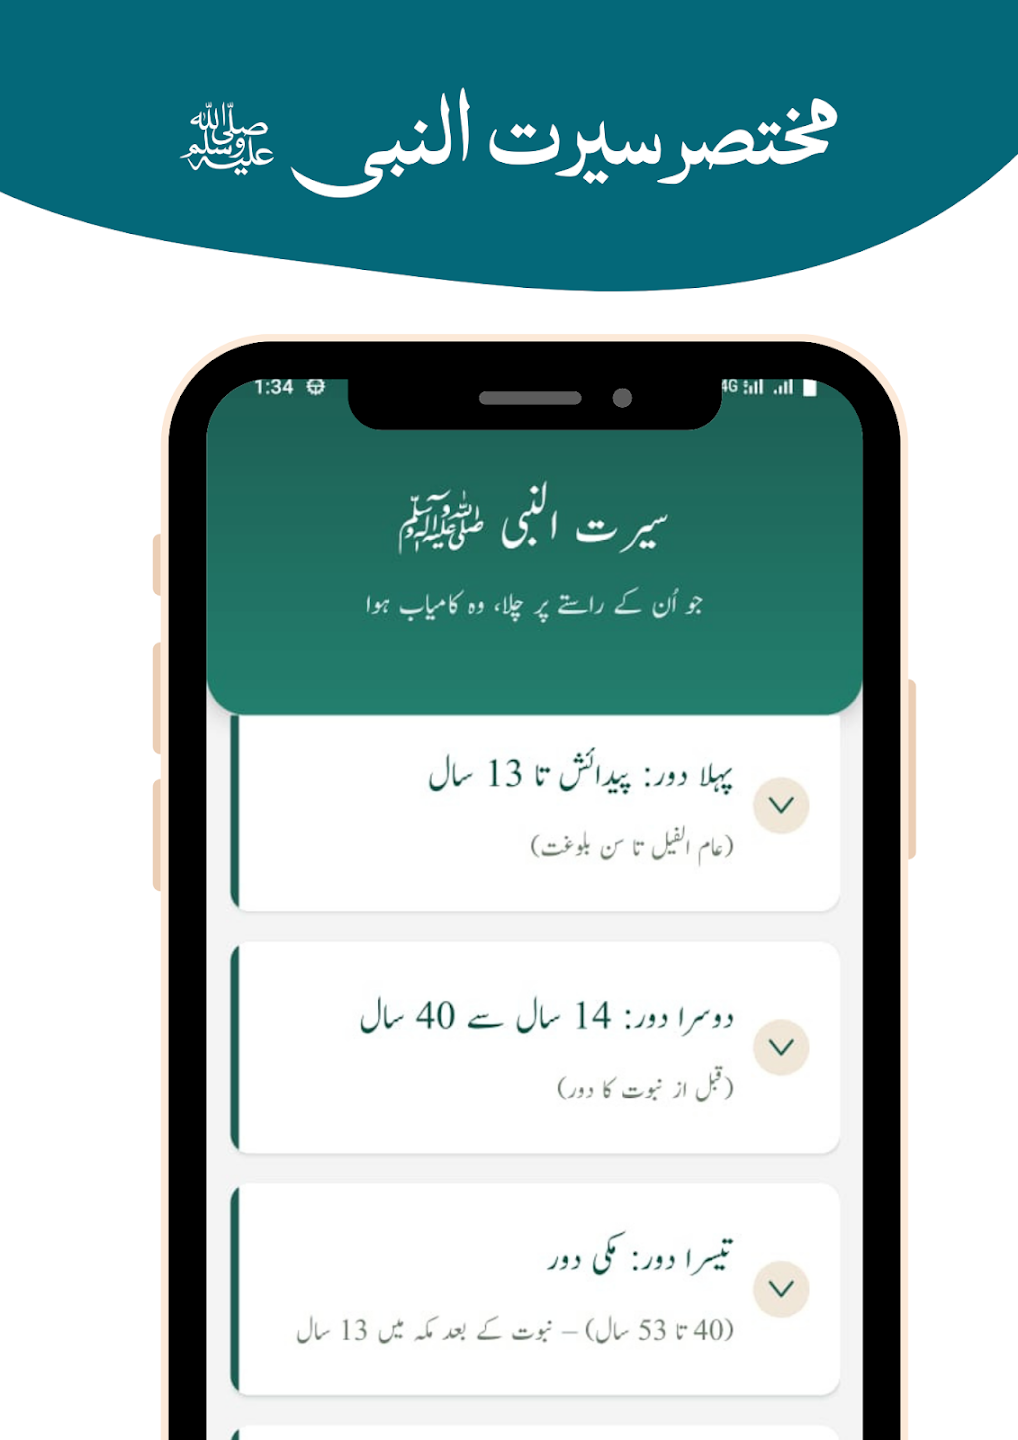 مختصر سیرت النبی ﷺ
1:34 4G
سیرت النبی ﷺ
جو اُن کے راستے پر چلا، وہ کامیاب ہوا
پہلا دور: پیدائش تا 13 سال
(عام الفیل تا سن بلوغت)
دوسرا دور: 14 سال سے 40 سال
(قبل از نبوت کا دور)
تیسرا دور: مکی دور
(40 تا 53 سال) – نبوت کے بعد مکہ میں 13 سال